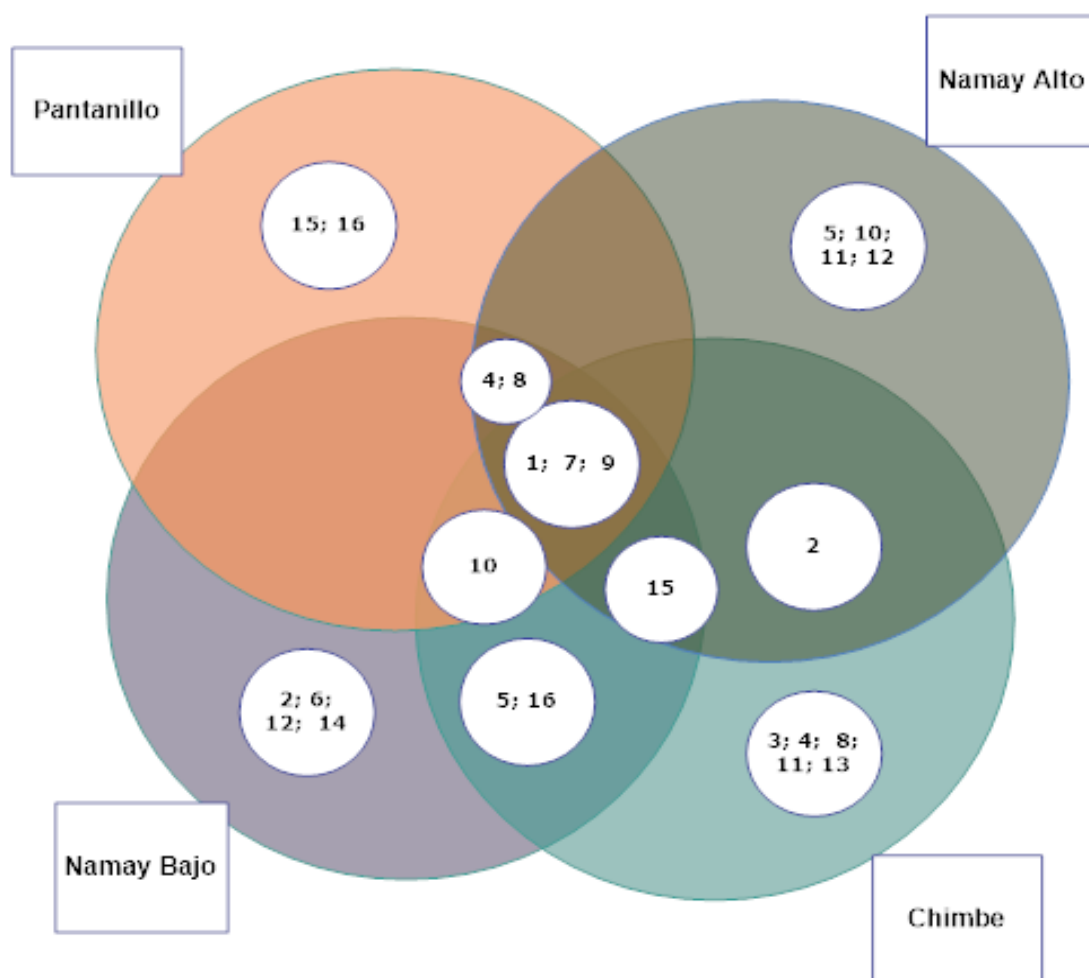 Namay Alto
Pantanillo
15; 16
5; 10;
11; 12
4; 8
1; 7; 9
2
10
15
5; 16
2; 6;
12; 14
3; 4; 8;
11; 13
Namay Bajo
Chimbe